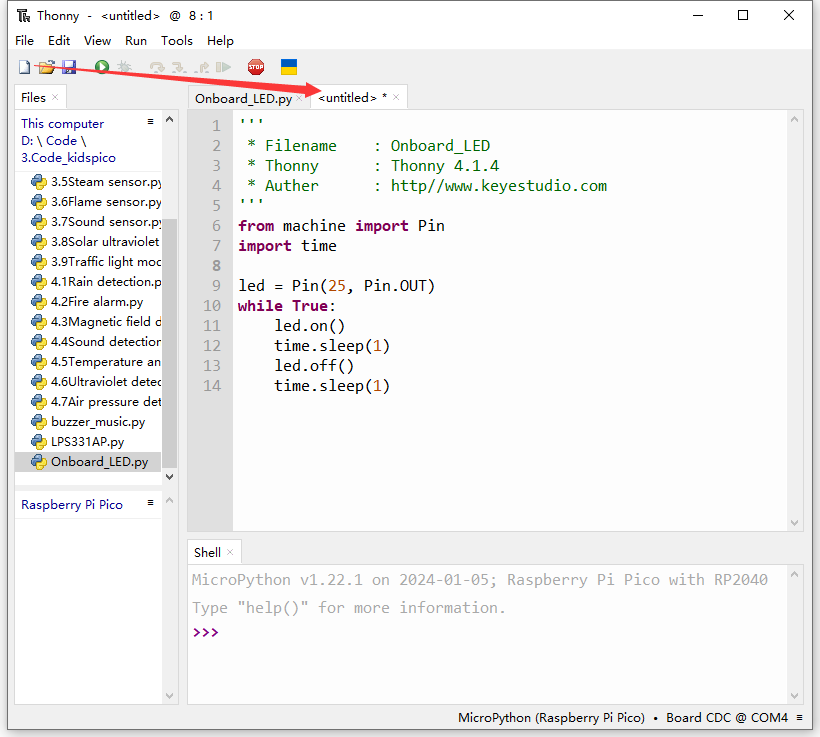 Thonny - <untitled> @ 8 : 1
File Edit View Run Tools Help
STOP
Files
Onboard_LED.py
<untitled> *
This computer
D: \ Code \
3.Code_kidspico
3.5Steam sensor.py
3.6Flame sensor.py
3.7Sound sensor.py
3.8Solar ultraviolet
3.9Traffic light moc
4.1Rain detection.p
4.2Fire alarm.py
4.3Magnetic field d
4.4Sound detection
4.5Temperature an
4.6Ultraviolet detec
4.7Air pressure det
buzzer_music.py
LPS331AP.py
Onboard_LED.py
Raspberry Pi Pico
1 '''
2 * Filename : Onboard_LED
3 * Thonny : Thonny 4.1.4
4 * Auther : http//www.keyestudio.com
5 '''
6 from machine import Pin
7 import time
8
9 led = Pin(25, Pin.OUT)
10 while True:
11 led.on()
12 time.sleep(1)
13 led.off()
14 time.sleep(1)
Shell
MicroPython v1.22.1 on 2024-01-05; Raspberry Pi Pico with RP2040
Type "help()" for more information.
>>>
MicroPython (Raspberry Pi Pico) • Board CDC @ COM4 ≡